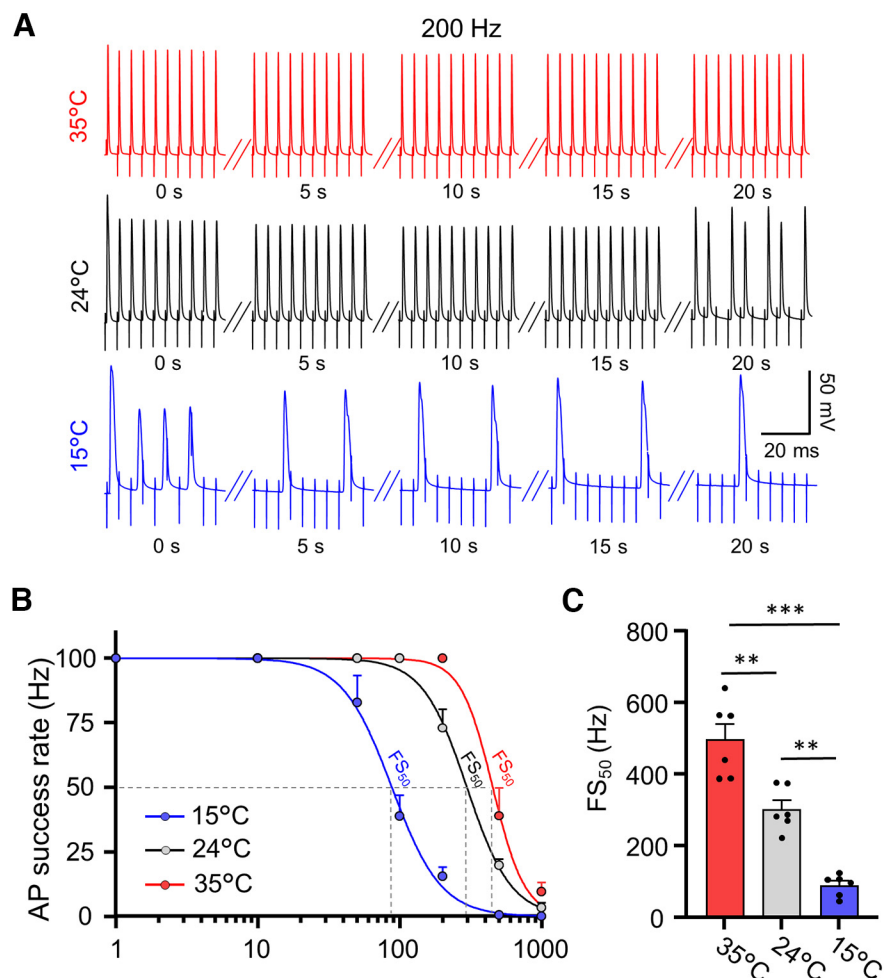 A
200 Hz
35°C
0 s 5 s 10 s 15 s 20 s
24°C
0 s 5 s 10 s 15 s 20 s
50 mV
20 ms
15°C
0 s 5 s 10 s 15 s 20 s
B
AP success rate (Hz)
100
75
50
25
0
FS50 FS50 FS50
15°C
24°C
35°C
1 10 100 1000
C
FS50 (Hz)
800
600
400
200
0
***
**
**
35°C 24°C 15°C